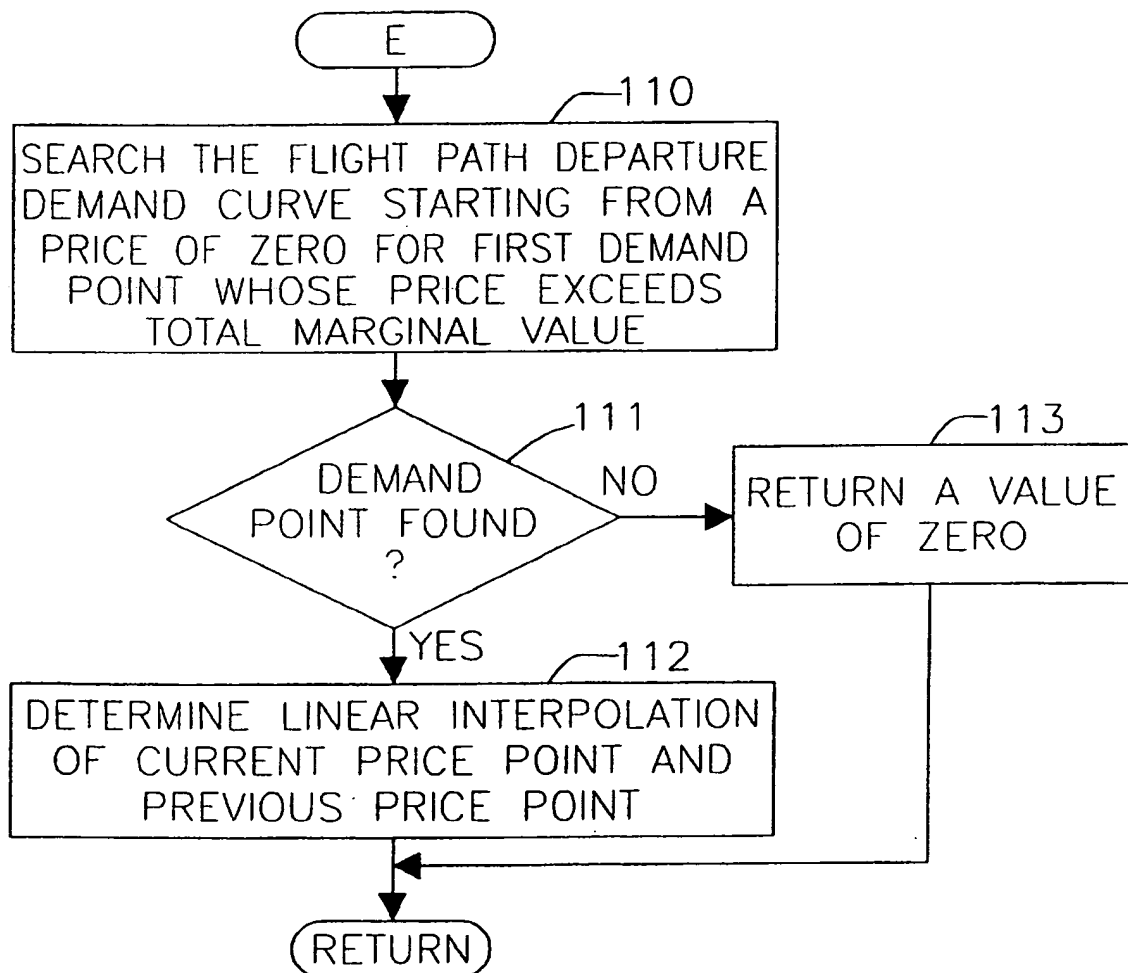 E
110
SEARCH THE FLIGHT PATH DEPARTURE
DEMAND CURVE STARTING FROM A
PRICE OF ZERO FOR FIRST DEMAND
POINT WHOSE PRICE EXCEEDS
TOTAL MARGINAL VALUE
111
DEMAND
POINT FOUND
?
NO
113
RETURN A VALUE
OF ZERO
YES
112
DETERMINE LINEAR INTERPOLATION
OF CURRENT PRICE POINT AND
PREVIOUS PRICE POINT
RETURN